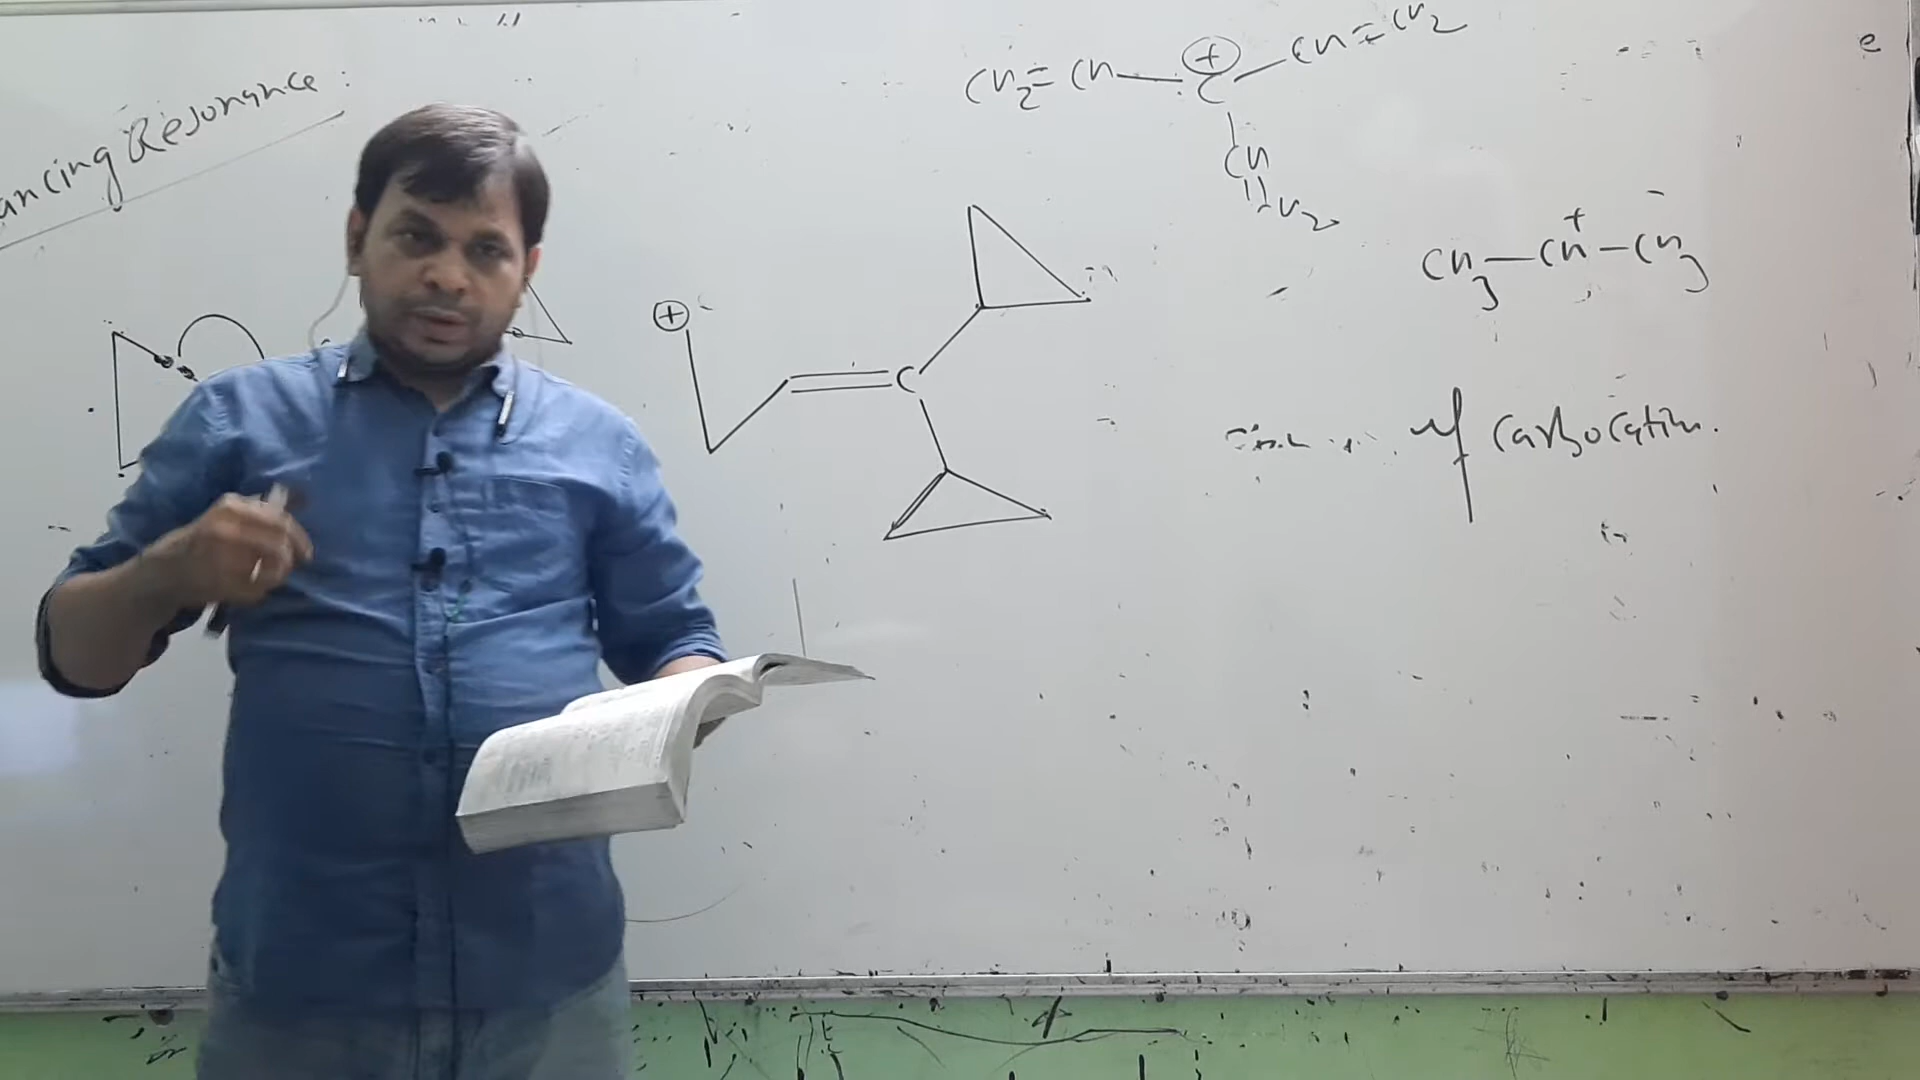 ancing Resonance :
CH2=CH—C—CH=CH2
⊕
CH
||
CH2
CH3—CH—CH3
+
-
⊕
C
of Carbocation.
e